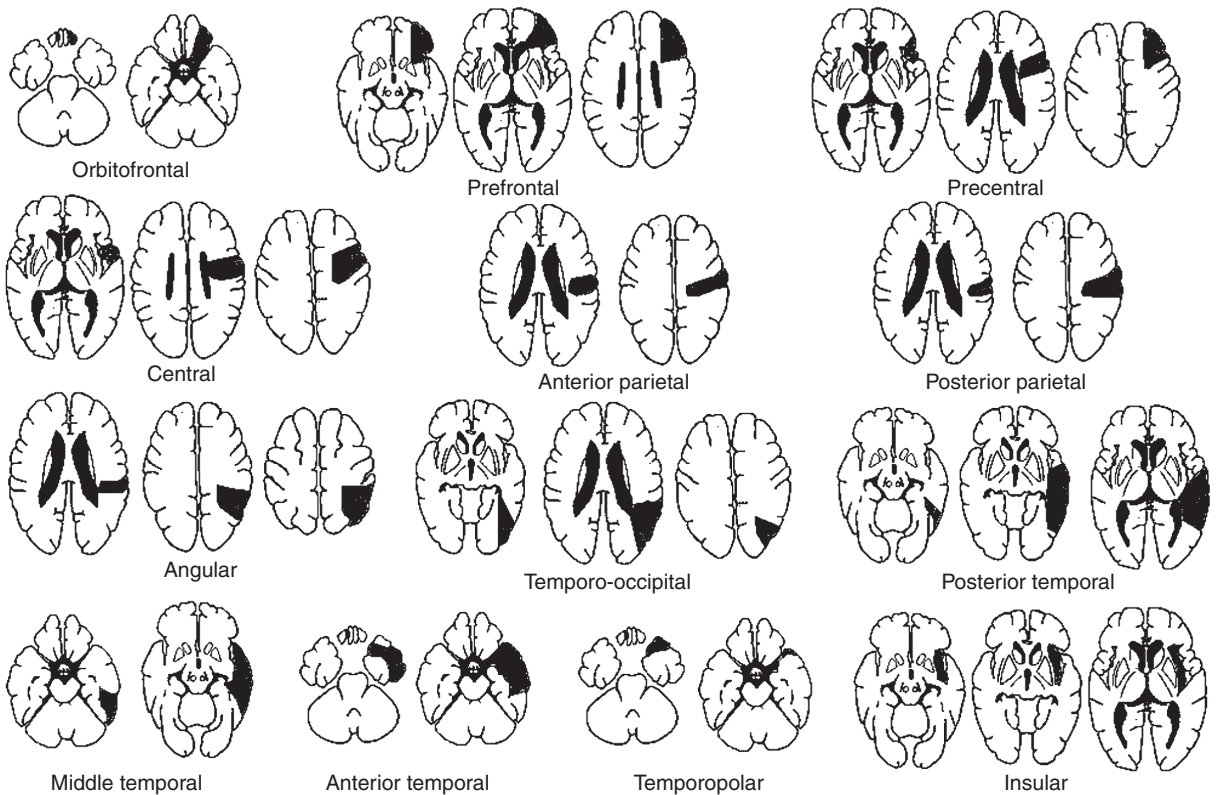 Orbitofrontal
Prefrontal
Precentral
Central
Anterior parietal
Posterior parietal
Angular
Temporo-occipital
Posterior temporal
Middle temporal
Anterior temporal
Temporopolar
Insular